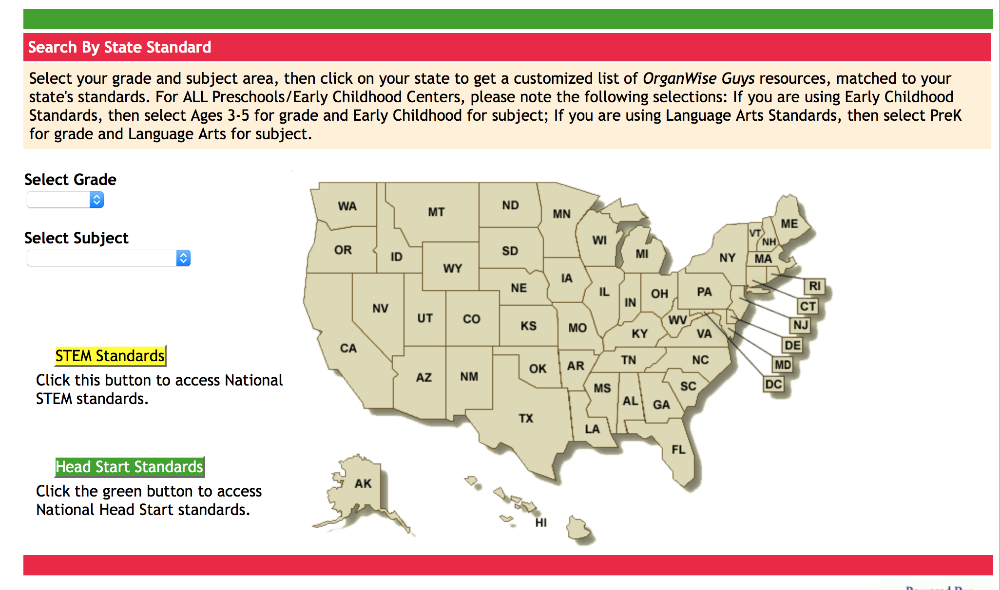 Search By State Standard
Select your grade and subject area, then click on your state to get a customized list of OrganWise Guys resources, matched to your
state's standards. For ALL Preschools/Early Childhood Centers, please note the following selections: If you are using Early Childhood
Standards, then select Ages 3-5 for grade and Early Childhood for subject; If you are using Language Arts Standards, then select PreK
for grade and Language Arts for subject.
Select Grade
Select Subject
STEM Standards
Click this button to access National
STEM standards.
Head Start Standards
Click the green button to access
National Head Start standards.
WA
MT
ND
MN
OR
ID
WY
SD
WI
MI
NY
VT
NH
ME
MA
RI
CT
NJ
DE
MD
DC
NV
UT
CO
NE
IA
IL
IN
OH
PA
CA
KS
MO
KY
WV
VA
AZ
NM
OK
AR
TN
NC
TX
LA
MS
AL
GA
SC
FL
AK
HI